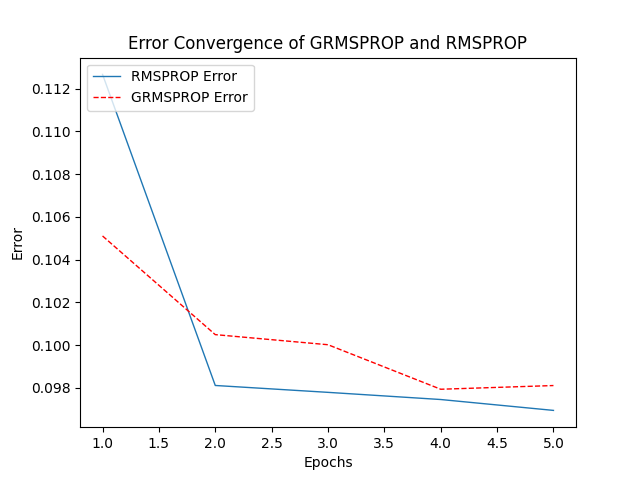 Error Convergence of GRMSPROP and RMSPROP
RMSPROP Error
GRMSPROP Error
0.112
0.110
0.108
0.106
0.104
0.102
0.100
0.098
Error
1.0 1.5 2.0 2.5 3.0 3.5 4.0 4.5 5.0
Epochs